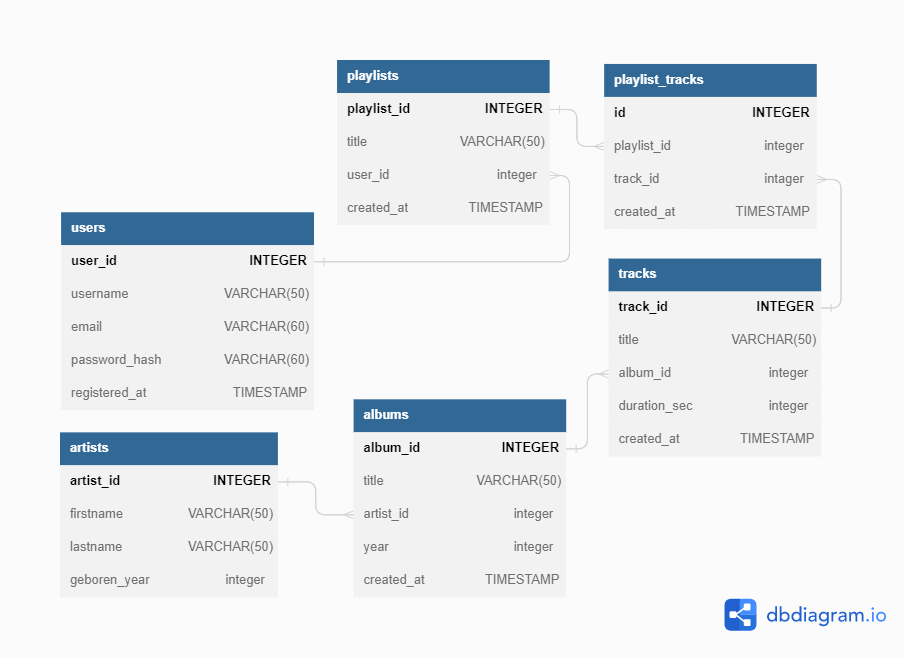 playlists
playlist_id INTEGER
title VARCHAR(50)
user_id integer
created_at TIMESTAMP
playlist_tracks
id INTEGER
playlist_id integer
track_id intager
created_at TIMESTAMP
users
user_id INTEGER
username VARCHAR(50)
email VARCHAR(60)
password_hash VARCHAR(60)
registered_at TIMESTAMP
tracks
track_id INTEGER
title VARCHAR(50)
album_id integer
duration_sec integer
created_at TIMESTAMP
artists
artist_id INTEGER
firstname VARCHAR(50)
lastname VARCHAR(50)
geboren_year integer
albums
album_id INTEGER
title VARCHAR(50)
artist_id integer
year integer
created_at TIMESTAMP
dbdiagram.io